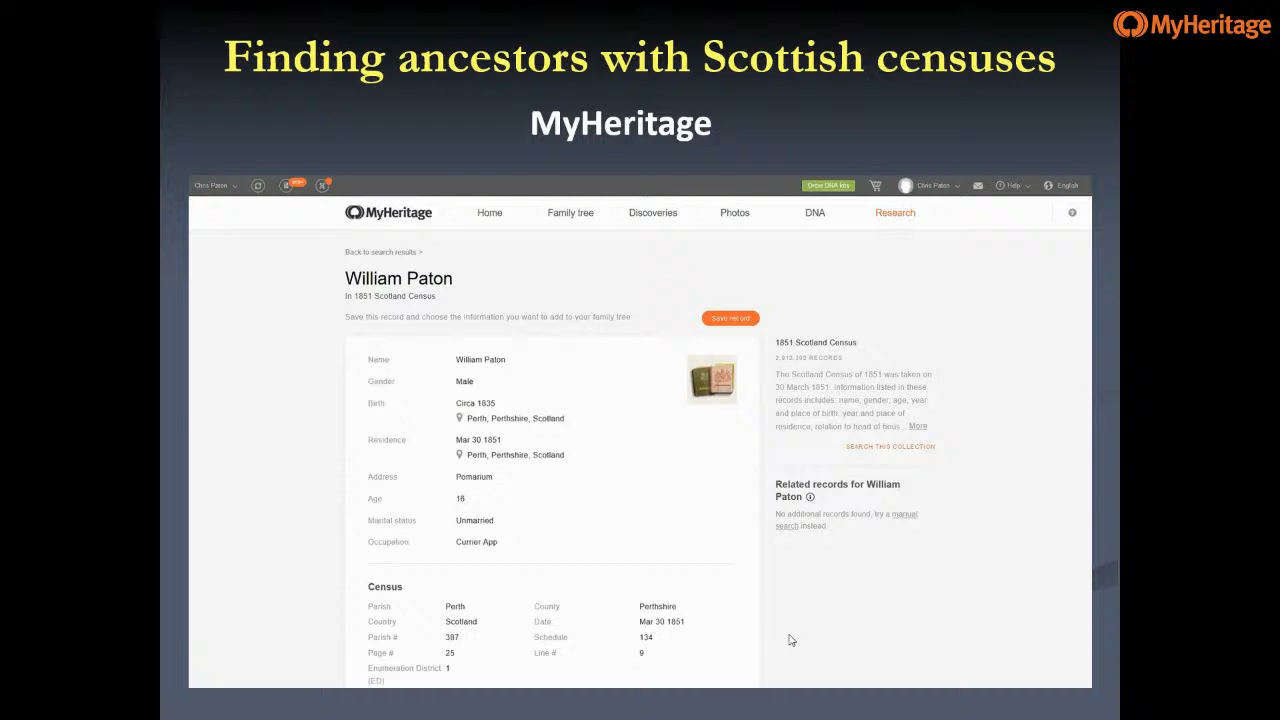 MyHeritage
Finding ancestors with Scottish censuses
MyHeritage
Chris Paton
Order DNA kits
Chris Paton
Help
English
MyHeritage
Home
Family tree
Discoveries
Photos
DNA
Research
Back to search results >
William Paton
In 1851 Scotland Census
Save this record and choose the information you want to add to your family tree
Save record
Name William Paton
Gender Male
Birth Circa 1835
Perth, Perthshire, Scotland
Residence Mar 30 1851
Perth, Perthshire, Scotland
Address Pomarium
Age 16
Marital status Unmarried
Occupation Currier App
Census
Parish Perth County Perthshire
Country Scotland Date Mar 30 1851
Parish # 387 Schedule 134
Page # 25 Line # 9
Enumeration District 1
(ED)
1851 Scotland Census
RECORDS
The Scotland Census of 1851 was taken on
30 March 1851. Information listed in these
records includes: name, gender, age, year
and place of birth, year and place of
residence, relation to head of hous... More
SEARCH THIS COLLECTION
Related records for William
Paton
No additional records found, try a manual
search instead.